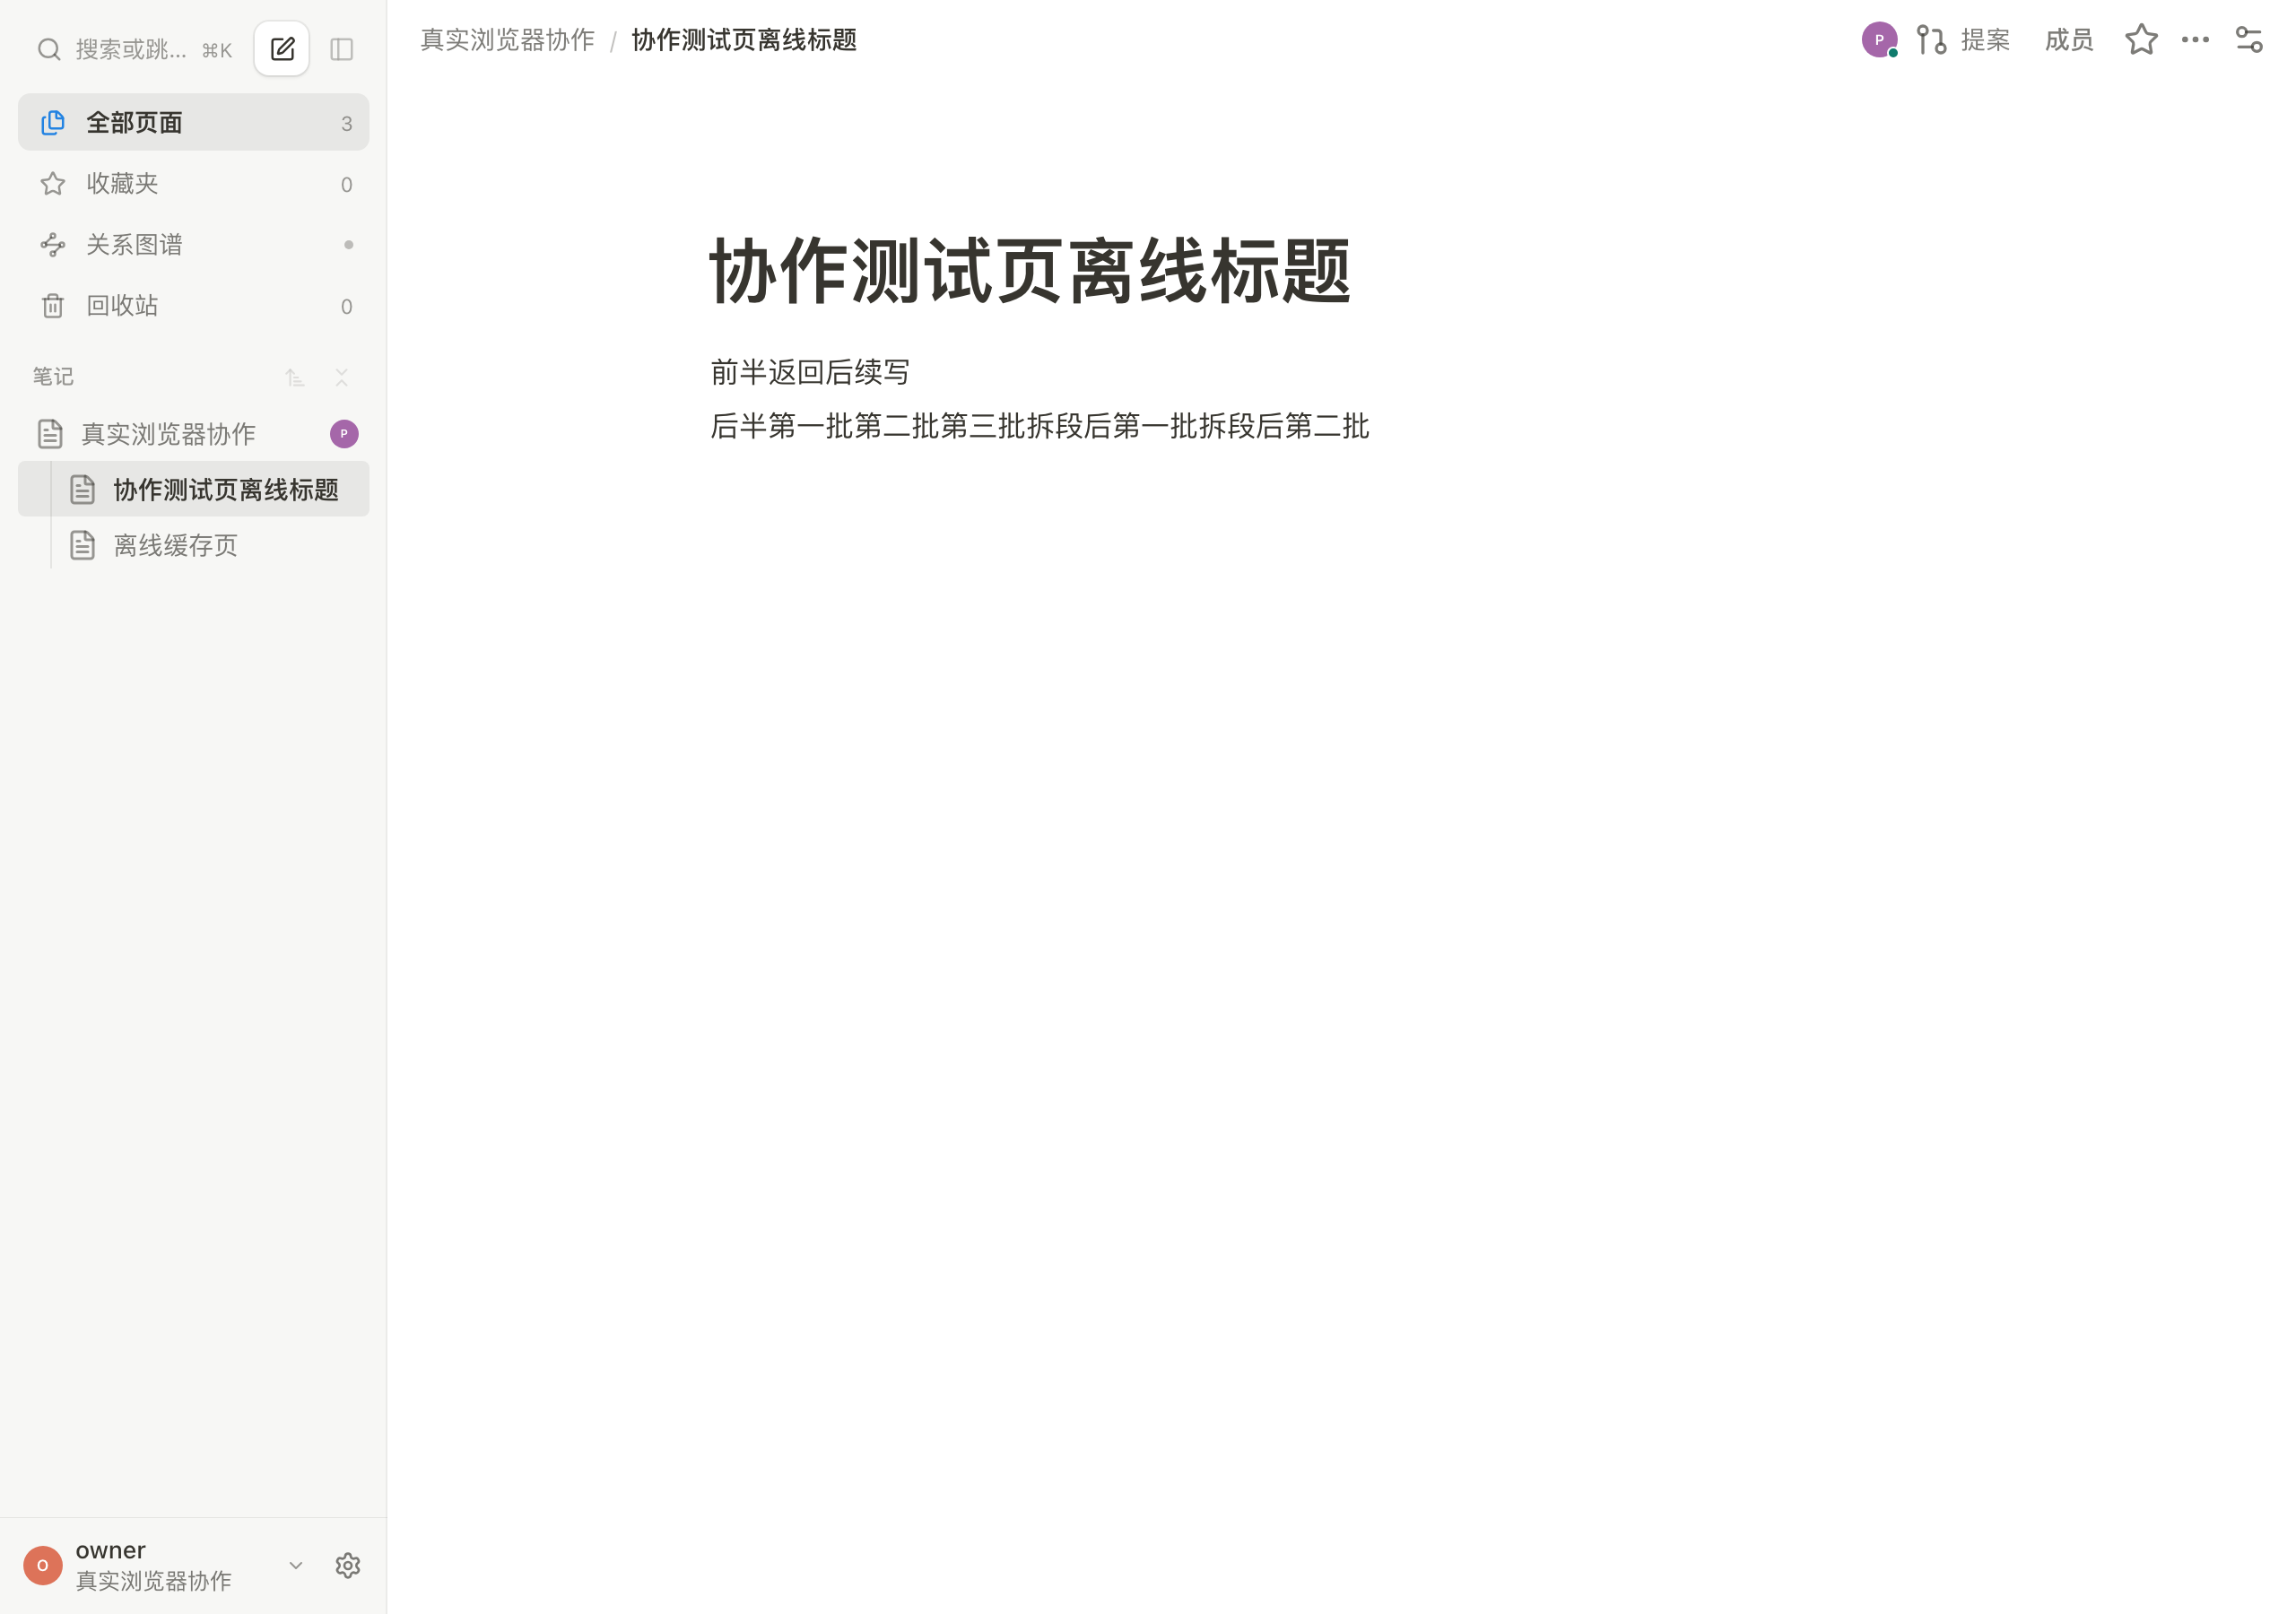 搜索或跳... ⌘K
全部页面 3
收藏夹 0
关系图谱
回收站 0
笔记
真实浏览器协作 P
协作测试页离线标题
离线缓存页
owner
真实浏览器协作
O
真实浏览器协作 / 协作测试页离线标题
P 提案 成员
协作测试页离线标题
前半返回后续写
后半第一批第二批第三批拆段后第一批拆段后第二批